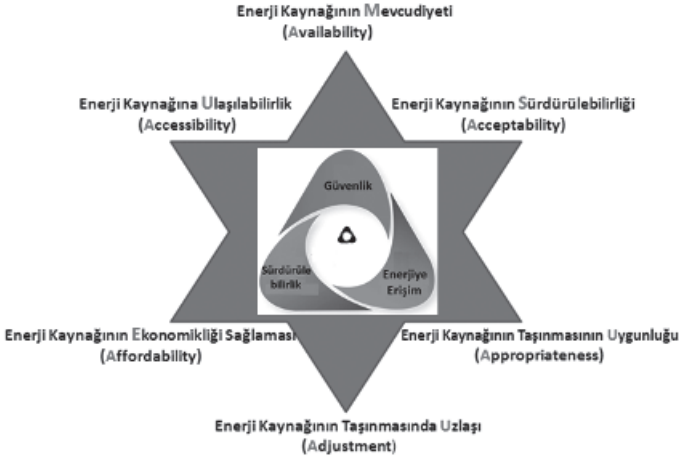 Enerji Kaynağının Mevcudiyeti
(Availability)
Enerji Kaynağına Ulaşılabilirlik
(Accessibility)
Enerji Kaynağının Sürdürülebilirliği
(Acceptability)
Güvenlik
Sürdürüle
bilirlik
Enerjiye
Erişim
Enerji Kaynağının Ekonomikliği Sağlaması
(Affordability)
Enerji Kaynağının Taşınmasının Uygunluğu
(Appropriateness)
Enerji Kaynağının Taşınmasında Uzlaşı
(Adjustment)